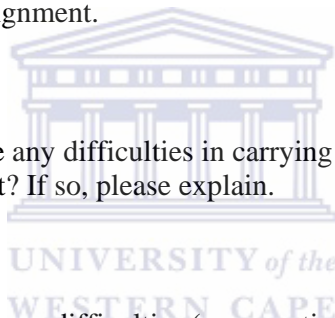 gnment.
e any difficulties in carrying
t? If so, please explain.
UNIVERSITY of the
WESTERN CAPE